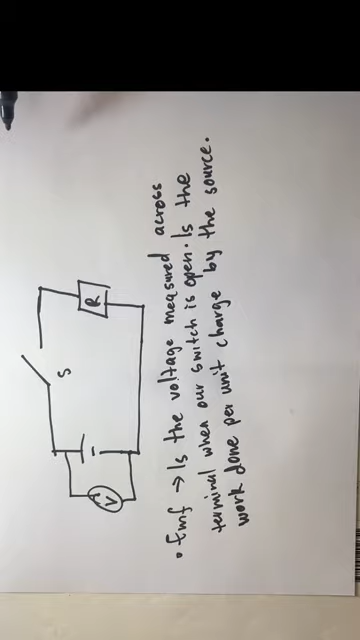 R
S
V
• Emf → Is the voltage measured across
terminal when our switch is open. Is the
work done per unit charge by the source.